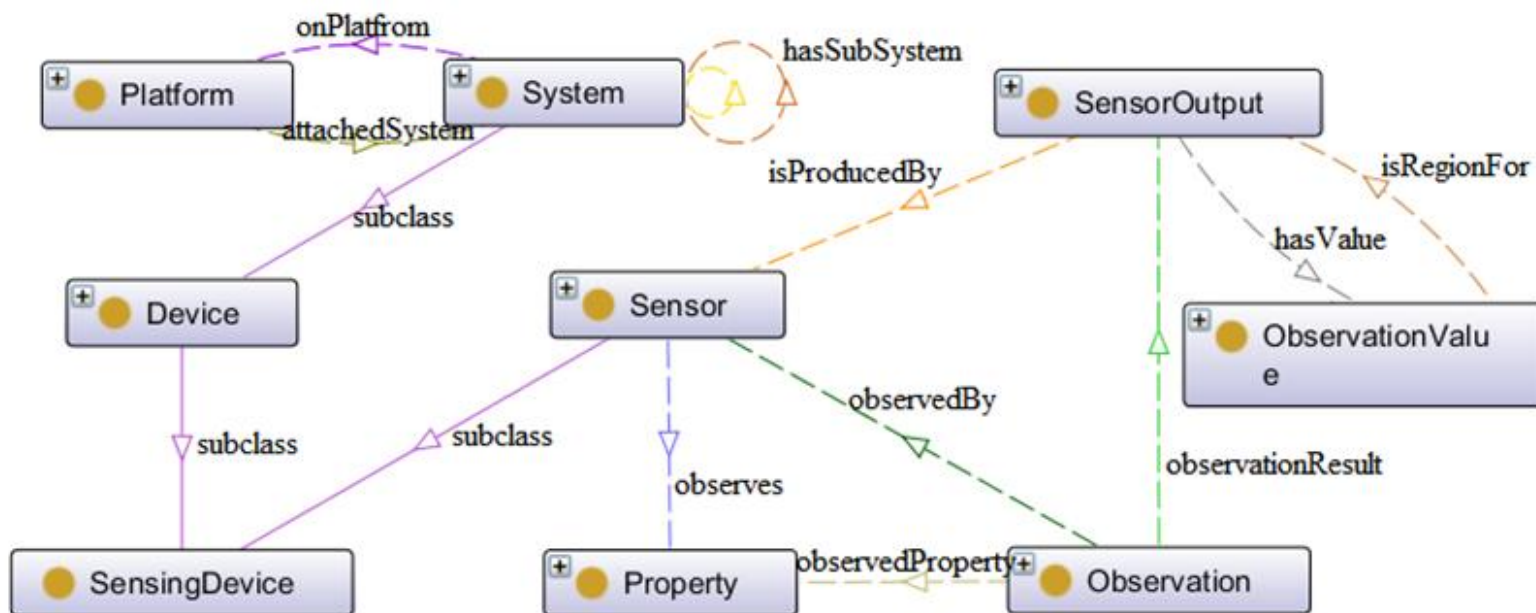 onPlatfrom
Platform
System
hasSubSystem
SensorOutput
attachedSystem
isProducedBy
isRegionFor
subclass
hasValue
Device
Sensor
ObservationValu
e
observedBy
subclass
subclass
observes
observationResult
SensingDevice
Property
observedProperty
Observation